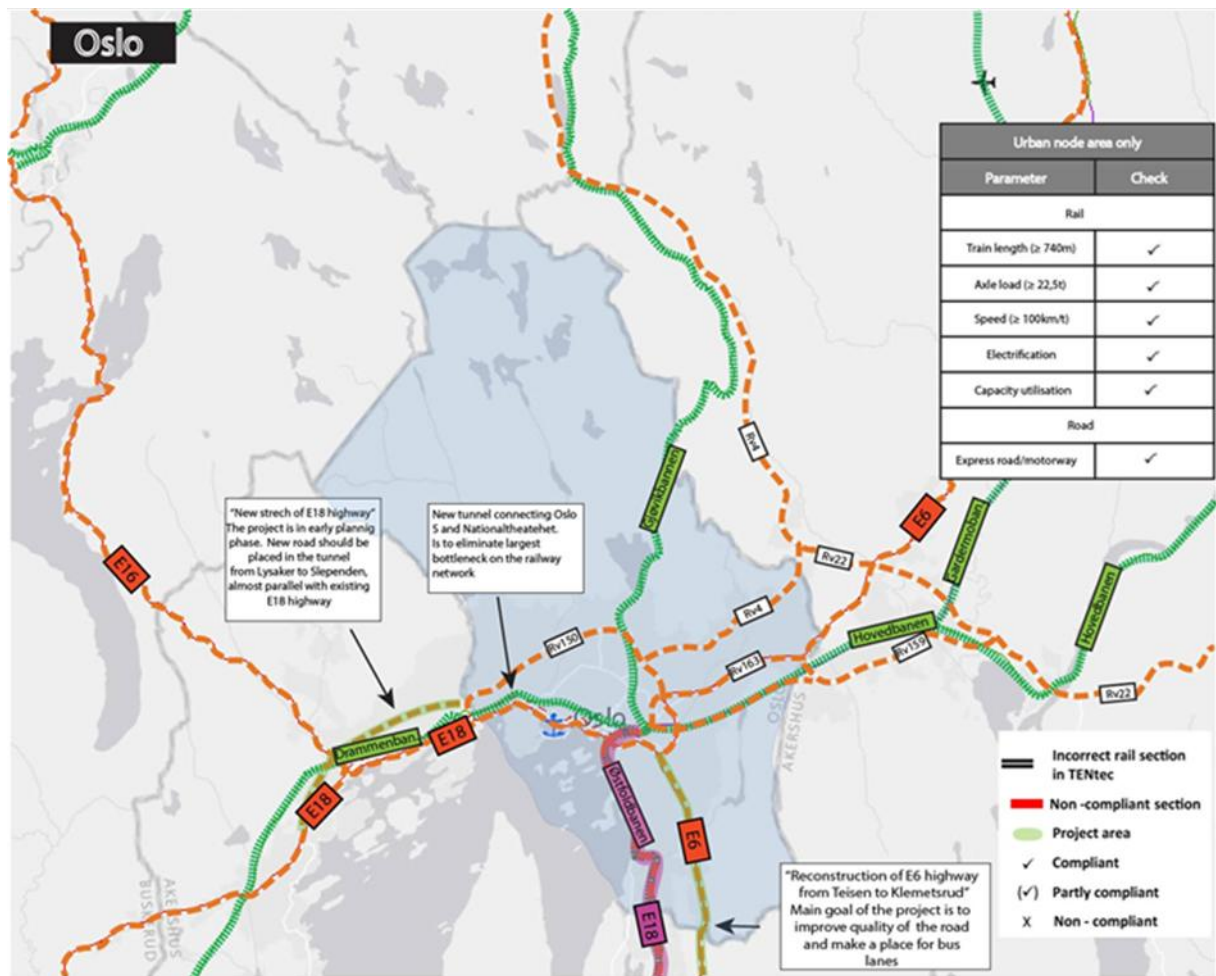 Oslo
Urban node area only
Parameter Check
Rail
Train length (≥ 740m) ✓
Axle load (≥ 22,5t) ✓
Speed (≥ 100km/t) ✓
Electrification ✓
Capacity utilisation ✓
Road
Express road/motorway ✓
"New strech of E18 highway"
The project is in early plannig
phase. New road should be
placed in the tunnel
from Lysaker to Slependen,
almost parallel with existing
E18 highway
New tunnel connecting Oslo
S and Nationaltheatehet.
Is to eliminate largest
bottleneck on the railway
network
Gjøvikbannen
Rv4
E6
Gardermoban.
Rv22
Hovedbanen
E16
Rv4
Rv150
Hovedbanen
Rv159
Rv163
Rv22
Oslo
OSLO
AKERSHUS
Drammenban.
E18
E18
Østfoldbanen
E6
E18
AKERSHUS
BUSKERUD
"Reconstruction of E6 highway
from Teisen to Klemetsrud"
Main goal of the project is to
improve quality of the road
and make a place for bus
lanes
Incorrect rail section
in TENtec
Non -compliant section
Project area
✓ Compliant
(✓) Partly compliant
X Non - compliant